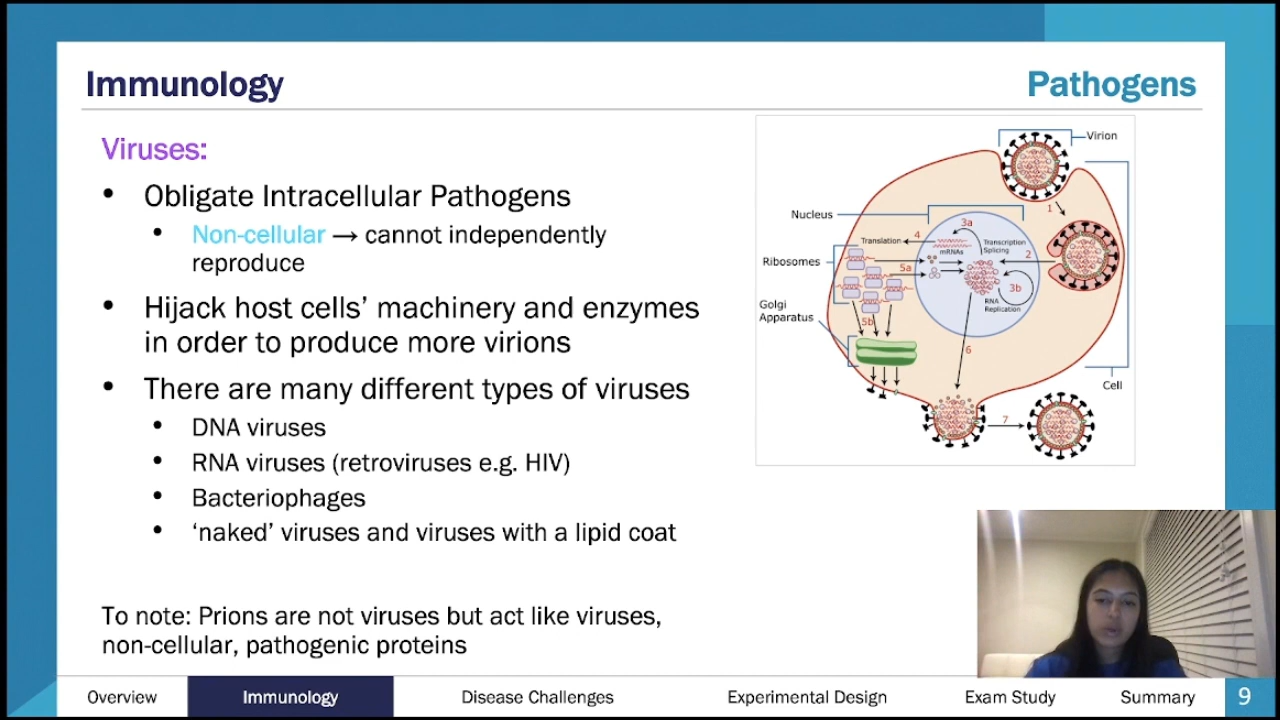 Immunology
Pathogens
Viruses:
• Obligate Intracellular Pathogens
• Non-cellular → cannot independently
reproduce
• Hijack host cells’ machinery and enzymes
in order to produce more virions
• There are many different types of viruses
• DNA viruses
• RNA viruses (retroviruses e.g. HIV)
• Bacteriophages
• ‘naked’ viruses and viruses with a lipid coat
To note: Prions are not viruses but act like viruses,
non-cellular, pathogenic proteins
Virion
1
Nucleus
3a
4
Translation
mRNAs
Transcription
Splicing
2
Ribosomes
5a
3b
RNA
Replication
Golgi
Apparatus
5b
6
Cell
7
Overview
Immunology
Disease Challenges
Experimental Design
Exam Study
Summary
9